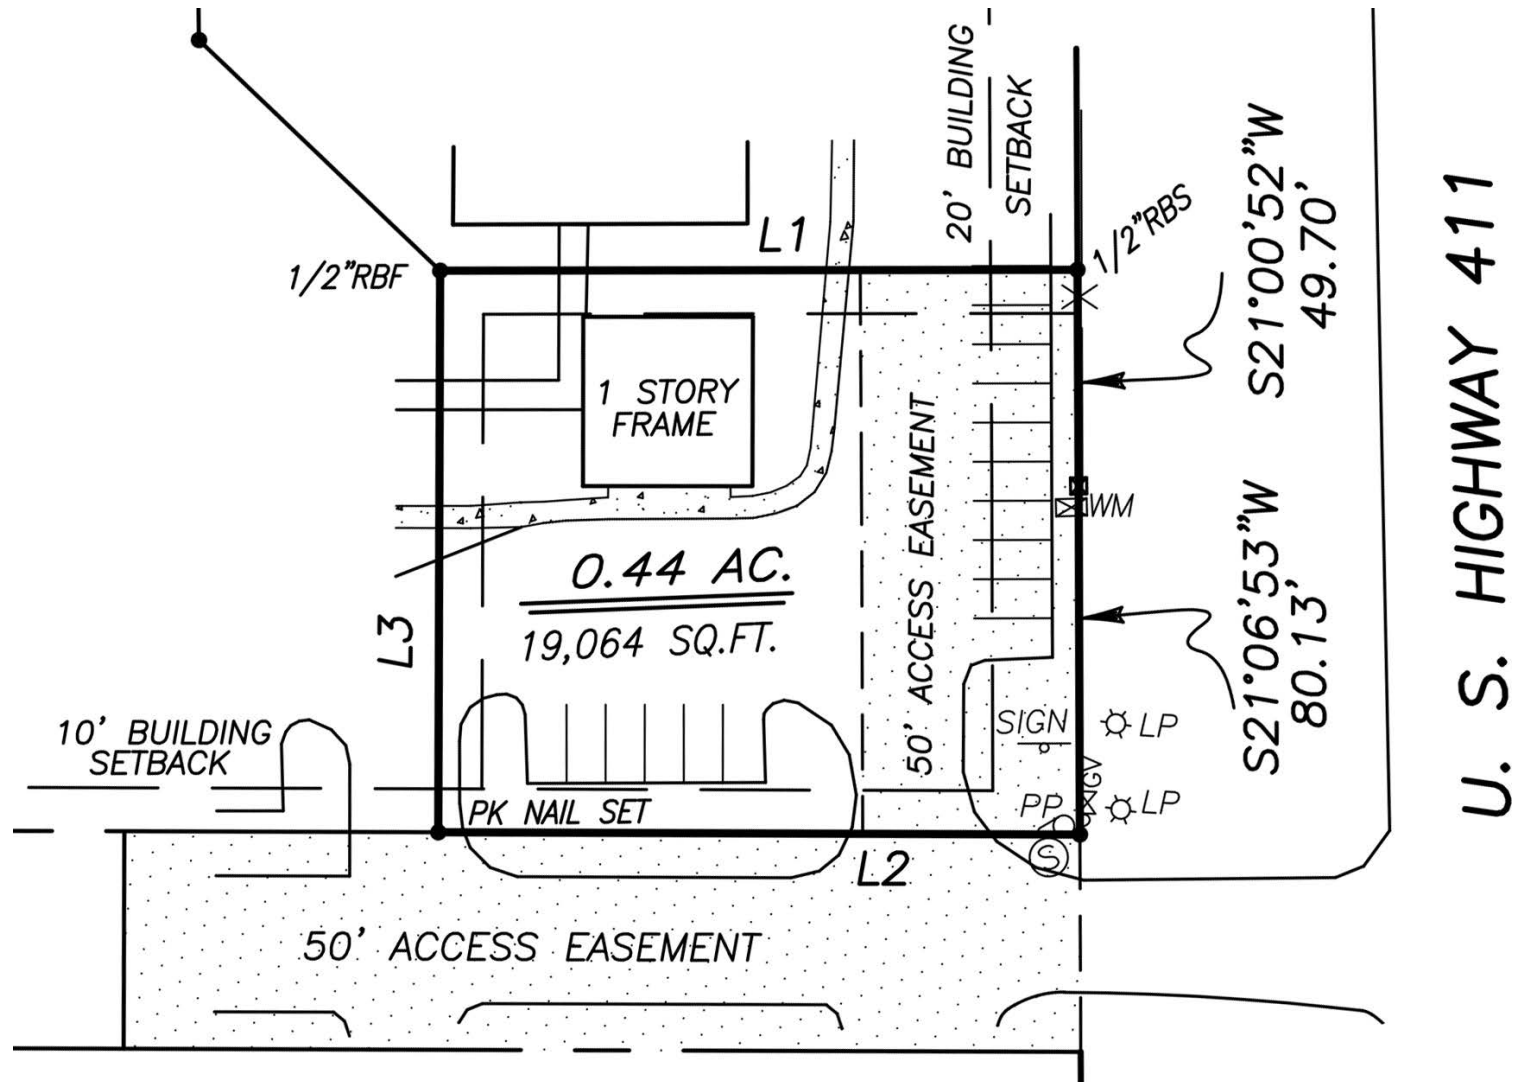 20' BUILDING
SETBACK
L1
1/2"RBF
1/2"RBS
S21°00'52"W
49.70'
1 STORY
FRAME
50' ACCESS EASEMENT
WM
0.44 AC.
19,064 SQ.FT.
L3
S21°06'53"W
80.13'
U. S. HIGHWAY 411
10' BUILDING
SETBACK
SIGN
LP
GV
PP
LP
PK NAIL SET
L2
S
50' ACCESS EASEMENT